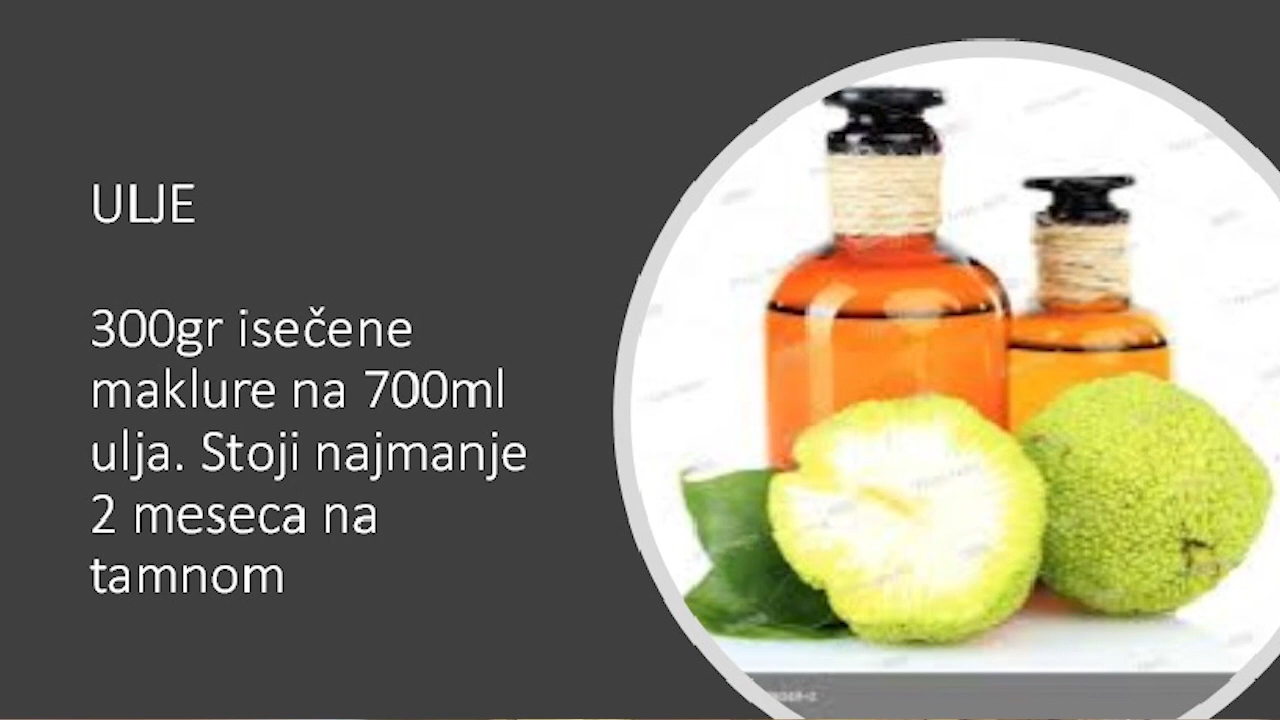 ULJE
300gr isečene
maklure na 700ml
ulja. Stoji najmanje
2 meseca na
tamnom